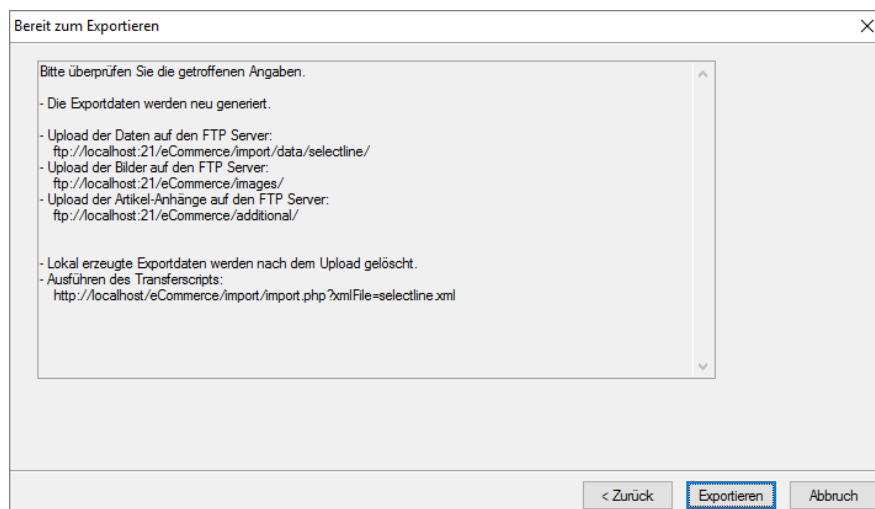 Bereit zum Exportieren
Bitte überprüfen Sie die getroffenen Angaben.
- Die Exportdaten werden neu generiert.
- Upload der Daten auf den FTP Server:
ftp://localhost:21/eCommerce/import/data/selectline/
- Upload der Bilder auf den FTP Server:
ftp://localhost:21/eCommerce/images/
- Upload der Artikel-Anhänge auf den FTP Server:
ftp://localhost:21/eCommerce/additional/
- Lokal erzeugte Exportdaten werden nach dem Upload gelöscht.
- Ausführen des Transferscripts:
http://localhost/eCommerce/import/import.php?xmlFile=selectline.xml
< Zurück Exportieren Abbruch